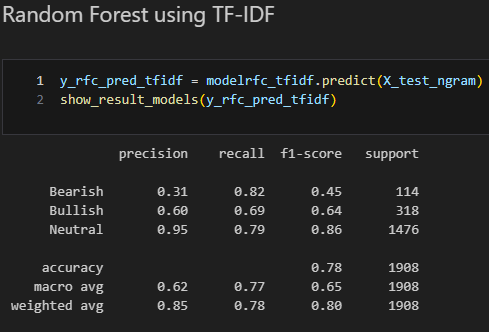 Random Forest using TF-IDF
1 y_rfc_pred_tfidf = modelrfc_tfidf.predict(X_test_ngram)
2 show_result_models(y_rfc_pred_tfidf)
precision recall f1-score support
Bearish 0.31 0.82 0.45 114
Bullish 0.60 0.69 0.64 318
Neutral 0.95 0.79 0.86 1476
accuracy 0.78 1908
macro avg 0.62 0.77 0.65 1908
weighted avg 0.85 0.78 0.80 1908